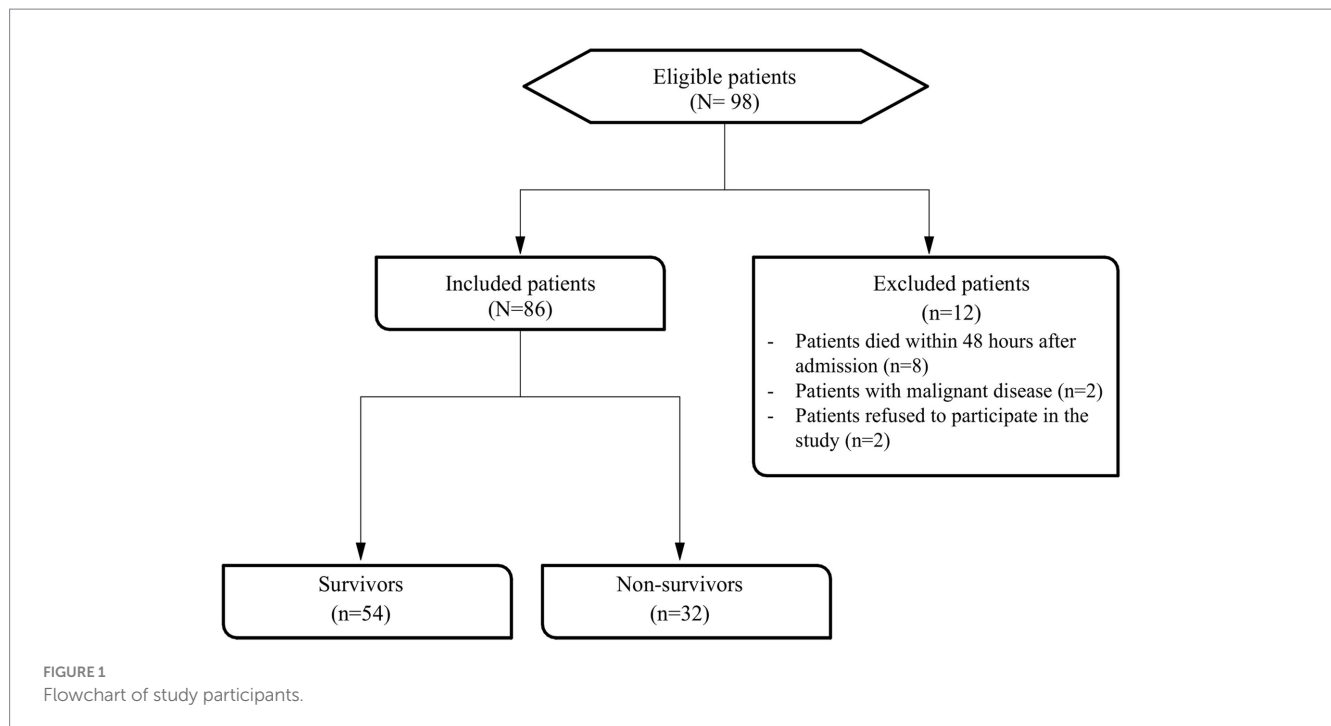 Eligible patients
(N= 98)
Included patients
(N=86)
Excluded patients
(n=12)
- Patients died within 48 hours after
admission (n=8)
- Patients with malignant disease (n=2)
- Patients refused to participate in the
study (n=2)
Survivors
(n=54)
Non-survivors
(n=32)
FIGURE 1
Flowchart of study participants.